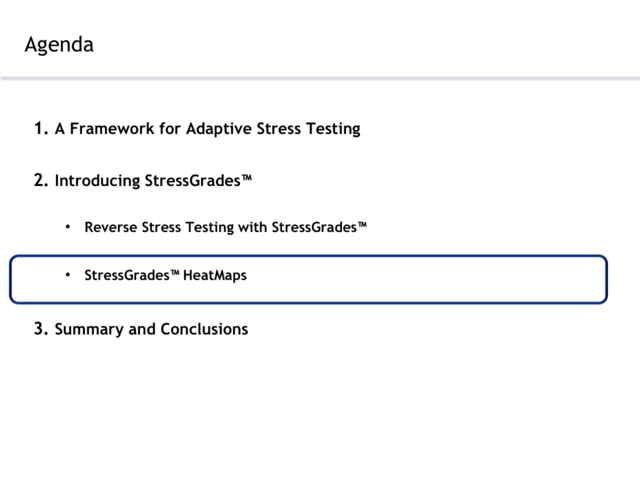 Agenda
1. A Framework for Adaptive Stress Testing
2. Introducing StressGrades™
• Reverse Stress Testing with StressGrades™
• StressGrades™ HeatMaps
3. Summary and Conclusions